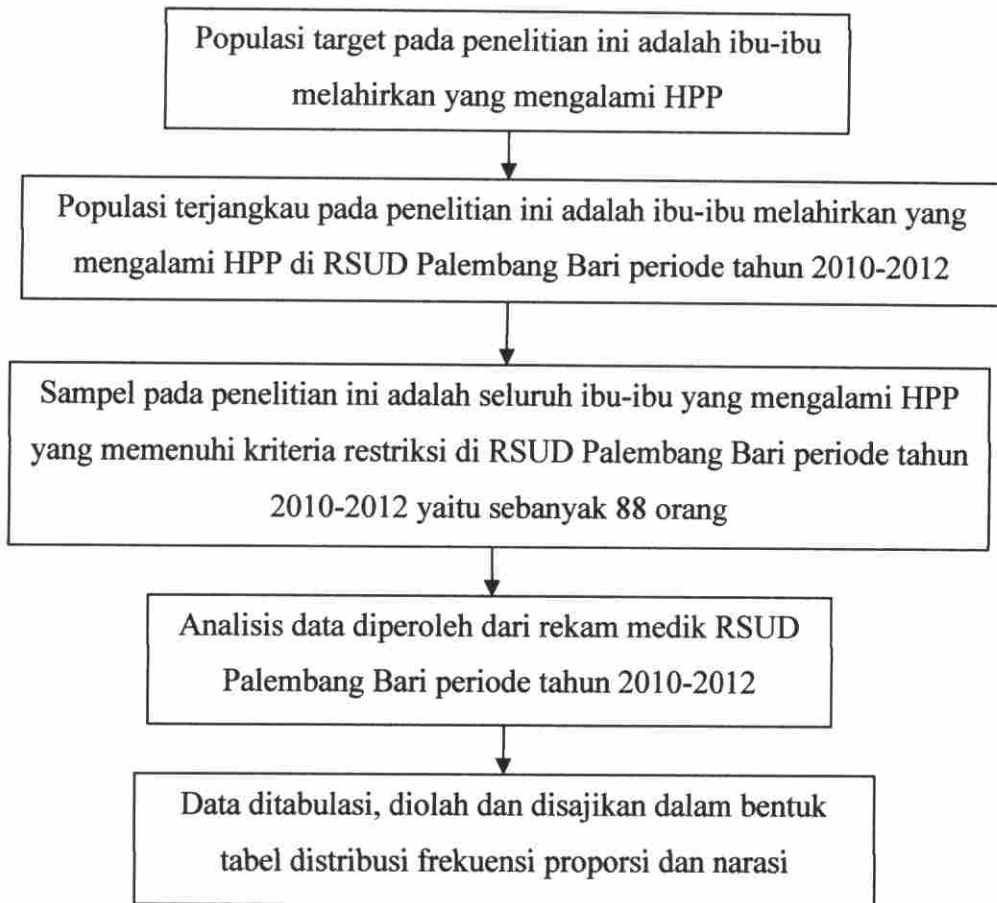 Populasi target pada penelitian ini adalah ibu-ibu
melahirkan yang mengalami HPP
Populasi terjangkau pada penelitian ini adalah ibu-ibu melahirkan yang
mengalami HPP di RSUD Palembang Bari periode tahun 2010-2012
Sampel pada penelitian ini adalah seluruh ibu-ibu yang mengalami HPP
yang memenuhi kriteria restriksi di RSUD Palembang Bari periode tahun
2010-2012 yaitu sebanyak 88 orang
Analisis data diperoleh dari rekam medik RSUD
Palembang Bari periode tahun 2010-2012
Data ditabulasi, diolah dan disajikan dalam bentuk
tabel distribusi frekuensi proporsi dan narasi